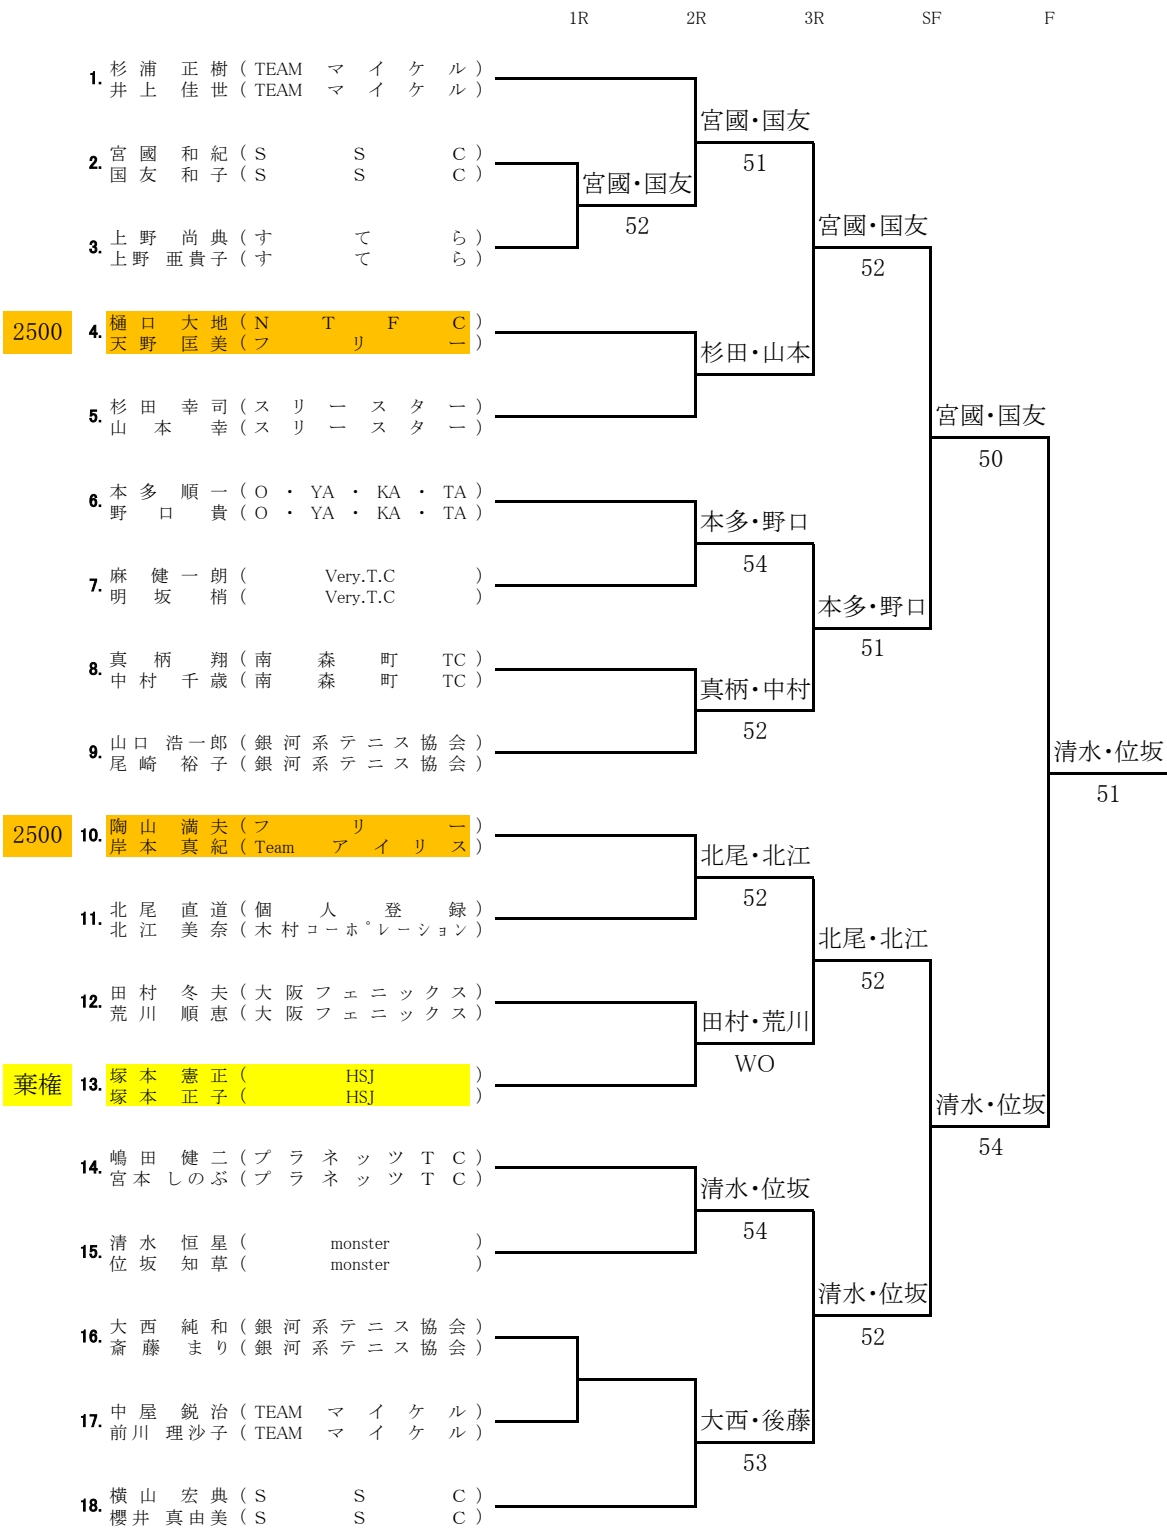 1R 2R 3R SF F
1. 杉浦 正樹 ( TEAM マイケル )
井上 佳世 ( TEAM マイケル )
宮國・国友
51
2. 宮國 和紀 ( S S C )
国友 和子 ( S S C )
宮國・国友
52
3. 上野 尚典 ( すてら )
上野 亜貴子 ( すてら )
宮國・国友
52
2500 4. 樋口 大地 ( N T F C )
天野 匡美 ( フリー )
杉田・山本
5. 杉田 幸司 ( スリースター )
山本 幸 ( スリースター )
宮國・国友
50
6. 本多 順一 ( O ・ YA ・ KA ・ TA )
野口 貴 ( O ・ YA ・ KA ・ TA )
本多・野口
54
7. 麻 健一朗 ( Very.T.C )
明坂 梢 ( Very.T.C )
本多・野口
51
8. 真柄 翔 ( 南森町 TC )
中村 千歳 ( 南森町 TC )
真柄・中村
52
9. 山口 浩一郎 ( 銀河系テニス協会 )
尾崎 裕子 ( 銀河系テニス協会 )
清水・位坂
51
2500 10. 陶山 満夫 ( フリー )
岸本 真紀 ( Team アイリス )
北尾・北江
52
11. 北尾 直道 ( 個人登録 )
北江 美奈 ( 木村コーポレーション )
北尾・北江
52
12. 田村 冬夫 ( 大阪フェニックス )
荒川 順恵 ( 大阪フェニックス )
田村・荒川
WO
棄権 13. 塚本 憲正 ( HSJ )
塚本 正子 ( HSJ )
清水・位坂
54
14. 嶋田 健二 ( プラネッツ T C )
宮本 しのぶ ( プラネッツ T C )
清水・位坂
54
15. 清水 恒星 ( monster )
位坂 知草 ( monster )
清水・位坂
52
16. 大西 純和 ( 銀河系テニス協会 )
斎藤 まり ( 銀河系テニス協会 )
17. 中屋 鋭治 ( TEAM マイケル )
前川 理沙子 ( TEAM マイケル )
大西・後藤
53
18. 横山 宏典 ( S S C )
櫻井 真由美 ( S S C )